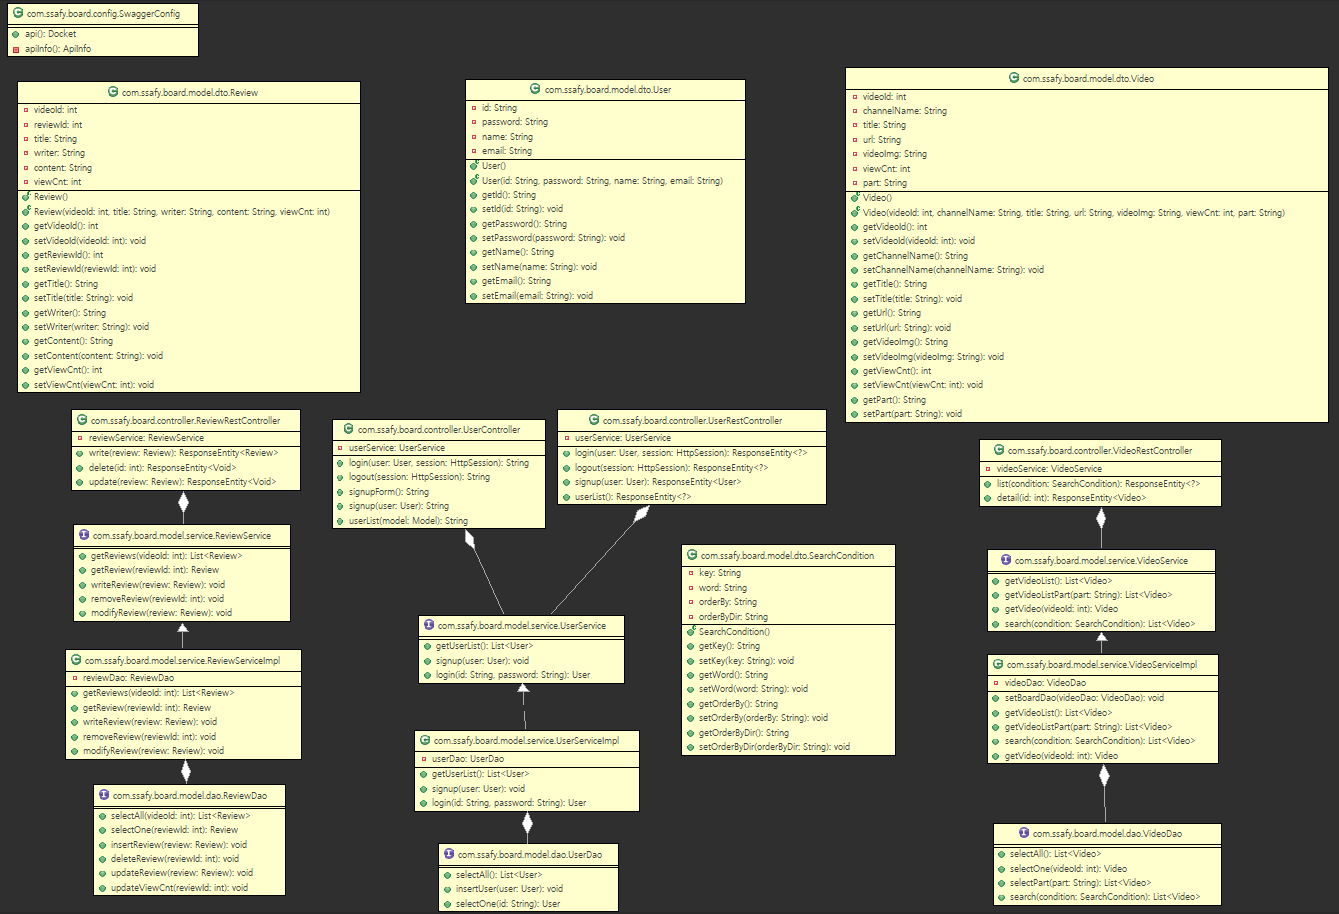 com.ssafy.board.config.SwaggerConfig
api(): Docket
apiInfo(): ApiInfo
com.ssafy.board.model.dto.Review
videoId: int
reviewId: int
title: String
writer: String
content: String
viewCnt: int
Review()
Review(videoId: int, title: String, writer: String, content: String, viewCnt: int)
getVideoId(): int
setVideoId(videoId: int): void
getReviewId(): int
setReviewId(reviewId: int): void
getTitle(): String
setTitle(title: String): void
getWriter(): String
setWriter(writer: String): void
getContent(): String
setContent(content: String): void
getViewCnt(): int
setViewCnt(viewCnt: int): void
com.ssafy.board.model.dto.User
id: String
password: String
name: String
email: String
User()
User(id: String, password: String, name: String, email: String)
getId(): String
setId(id: String): void
getPassword(): String
setPassword(password: String): void
getName(): String
setName(name: String): void
getEmail(): String
setEmail(email: String): void
com.ssafy.board.model.dto.Video
videoId: int
channelName: String
title: String
url: String
videoImg: String
viewCnt: int
part: String
Video()
Video(videoId: int, channelName: String, title: String, url: String, videoImg: String, viewCnt: int, part: String)
getVideoId(): int
setVideoId(videoId: int): void
getChannelName(): String
setChannelName(channelName: String): void
getTitle(): String
setTitle(title: String): void
getUrl(): String
setUrl(url: String): void
getVideoImg(): String
setVideoImg(videoImg: String): void
getViewCnt(): int
setViewCnt(viewCnt: int): void
getPart(): String
setPart(part: String): void
com.ssafy.board.controller.ReviewRestController
reviewService: ReviewService
write(review: Review): ResponseEntity<Review>
delete(id: int): ResponseEntity<Void>
update(review: Review): ResponseEntity<Void>
com.ssafy.board.controller.UserController
userService: UserService
login(user: User, session: HttpSession): String
logout(session: HttpSession): String
signupForm(): String
signup(user: User): String
userList(model: Model): String
com.ssafy.board.controller.UserRestController
userService: UserService
login(user: User, session: HttpSession): ResponseEntity<?>
logout(session: HttpSession): ResponseEntity<?>
signup(user: User): ResponseEntity<User>
userList(): ResponseEntity<?>
com.ssafy.board.controller.VideoRestController
videoService: VideoService
list(condition: SearchCondition): ResponseEntity<?>
detail(id: int): ResponseEntity<Video>
com.ssafy.board.model.service.ReviewService
getReviews(videoId: int): List<Review>
getReview(reviewId: int): Review
writeReview(review: Review): void
removeReview(reviewId: int): void
modifyReview(review: Review): void
com.ssafy.board.model.dto.SearchCondition
key: String
word: String
orderBy: String
orderByDir: String
SearchCondition()
getKey(): String
setKey(key: String): void
getWord(): String
setWord(word: String): void
getOrderBy(): String
setOrderBy(orderBy: String): void
getOrderByDir(): String
setOrderByDir(orderByDir: String): void
com.ssafy.board.model.service.VideoService
getVideoList(): List<Video>
getVideoListPart(part: String): List<Video>
getVideo(videoId: int): Video
search(condition: SearchCondition): List<Video>
com.ssafy.board.model.service.UserService
getUserList(): List<User>
signup(user: User): void
login(id: String, password: String): User
com.ssafy.board.model.service.ReviewServiceImpl
reviewDao: ReviewDao
getReviews(videoId: int): List<Review>
getReview(reviewId: int): Review
writeReview(review: Review): void
removeReview(reviewId: int): void
modifyReview(review: Review): void
com.ssafy.board.model.service.VideoServiceImpl
videoDao: VideoDao
setBoardDao(videoDao: VideoDao): void
getVideoList(): List<Video>
getVideoListPart(part: String): List<Video>
search(condition: SearchCondition): List<Video>
getVideo(videoId: int): Video
com.ssafy.board.model.service.UserServiceImpl
userDao: UserDao
getUserList(): List<User>
signup(user: User): void
login(id: String, password: String): User
com.ssafy.board.model.dao.ReviewDao
selectAll(videoId: int): List<Review>
selectOne(reviewId: int): Review
insertReview(review: Review): void
deleteReview(reviewId: int): void
updateReview(review: Review): void
updateViewCnt(reviewId: int): void
com.ssafy.board.model.dao.UserDao
selectAll(): List<User>
insertUser(user: User): void
selectOne(id: String): User
com.ssafy.board.model.dao.VideoDao
selectAll(): List<Video>
selectOne(videoId: int): Video
selectPart(part: String): List<Video>
search(condition: SearchCondition): List<Video>